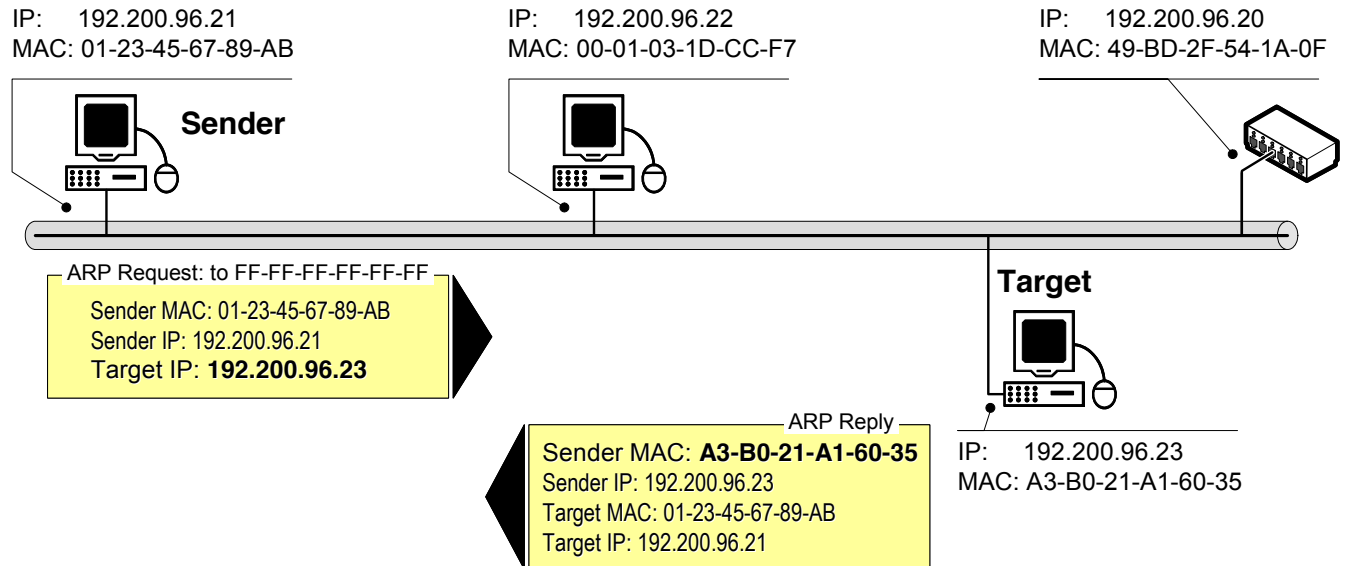 IP: 192.200.96.21
MAC: 01-23-45-67-89-AB
IP: 192.200.96.22
MAC: 00-01-03-1D-CC-F7
IP: 192.200.96.20
MAC: 49-BD-2F-54-1A-0F
Sender
ARP Request: to FF-FF-FF-FF-FF-FF
Sender MAC: 01-23-45-67-89-AB
Sender IP: 192.200.96.21
Target IP: 192.200.96.23
Target
IP: 192.200.96.23
MAC: A3-B0-21-A1-60-35
ARP Reply
Sender MAC: A3-B0-21-A1-60-35
Sender IP: 192.200.96.23
Target MAC: 01-23-45-67-89-AB
Target IP: 192.200.96.21